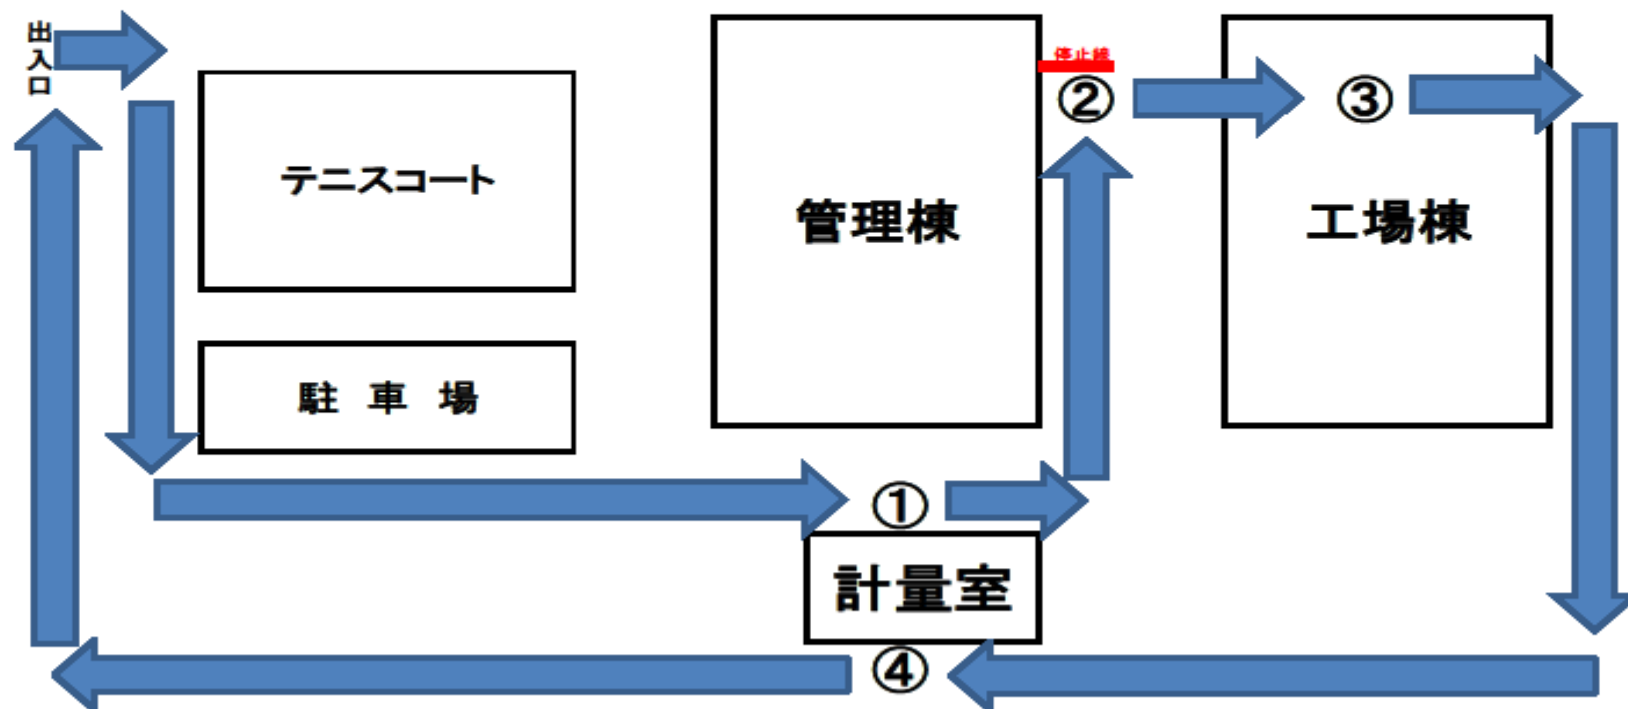 出入口
停止線
②
③
テニスコート
管理棟
工場棟
駐 車 場
①
計量室
④